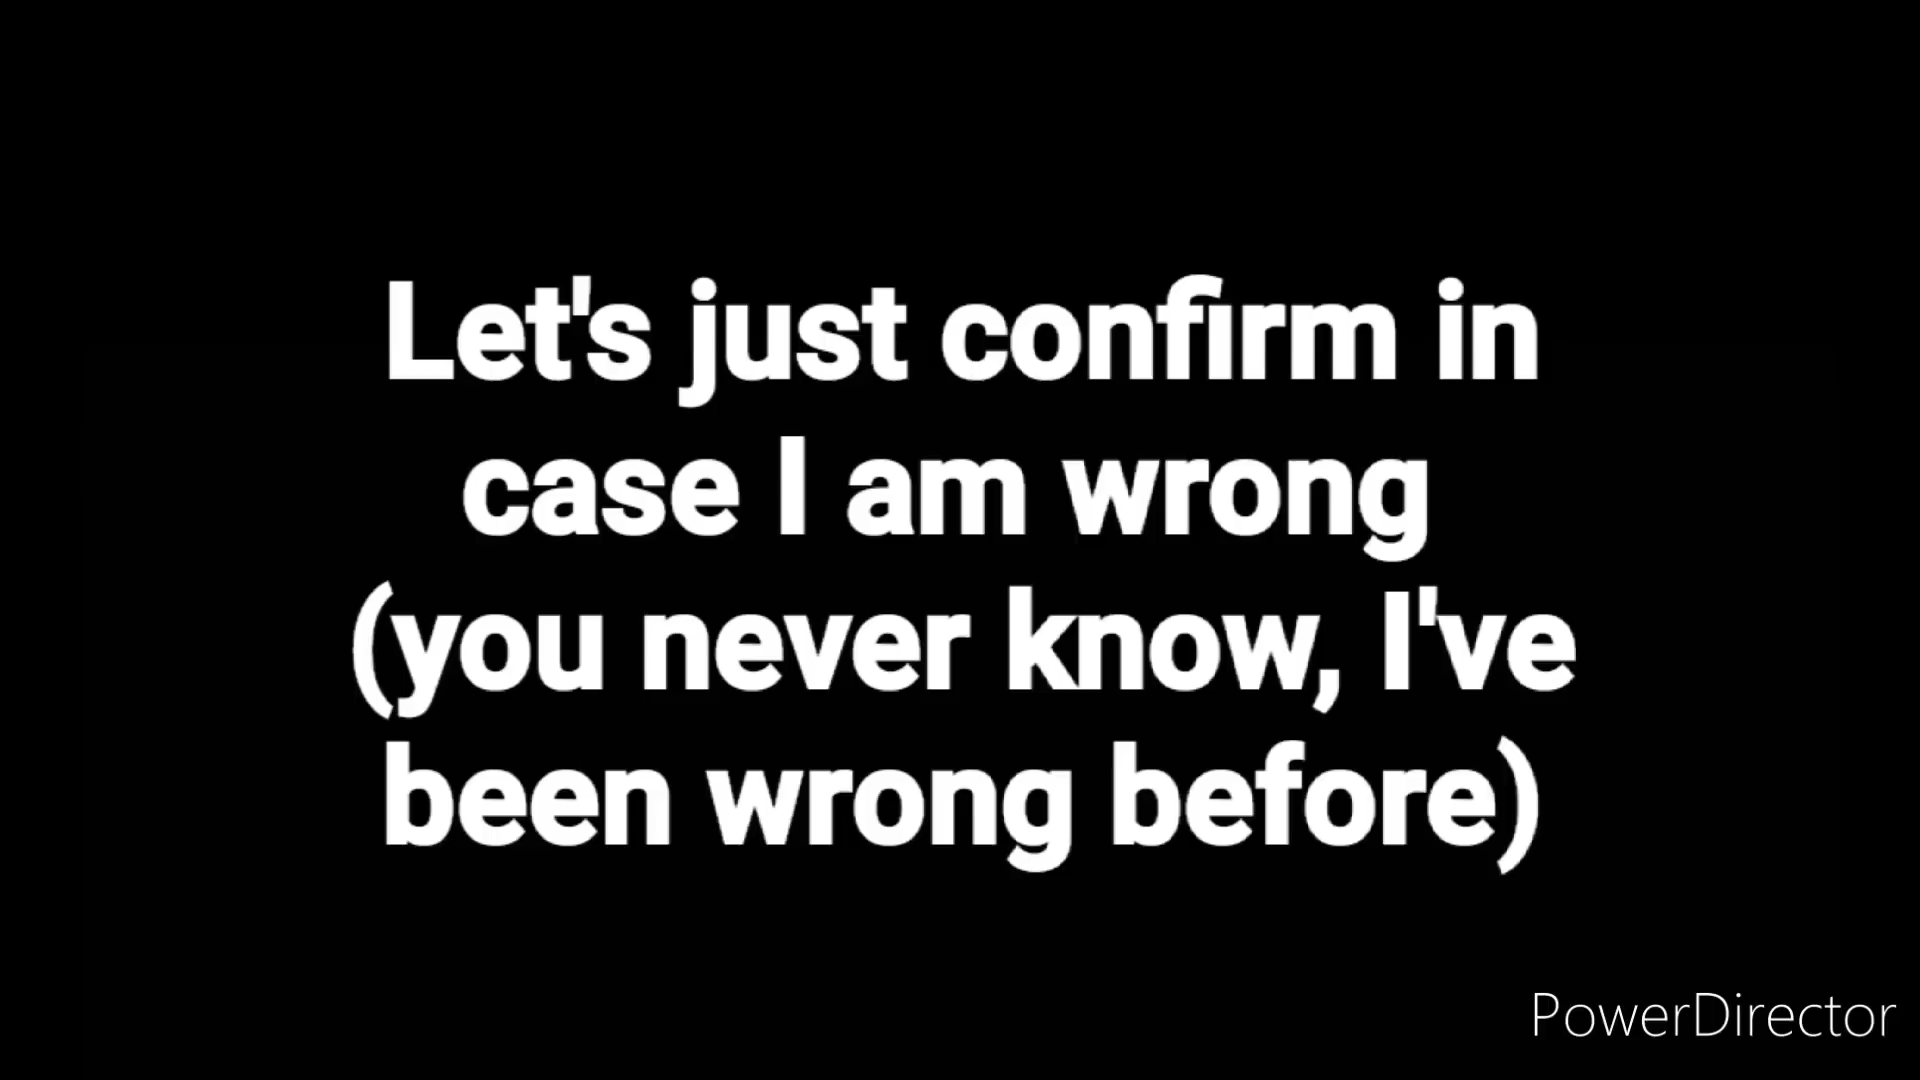 Let's just confirm in
case I am wrong
(you never know, I've
been wrong before)
PowerDirector